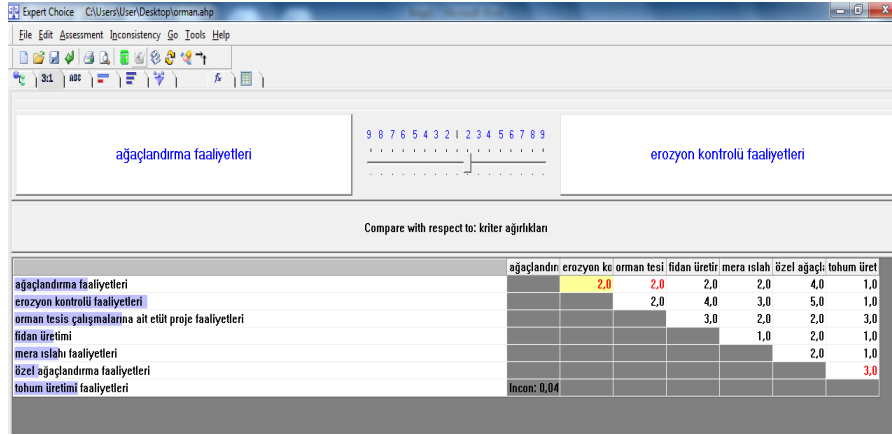 Expert Choice C:\Users\User\Desktop\orman.ahp
File Edit Assessment Inconsistency Go Tools Help
3:1 ABC fx
9 8 7 6 5 4 3 2 1 2 3 4 5 6 7 8 9
ağaçlandırma faaliyetleri
erozyon kontrolü faaliyetleri
Compare with respect to: kriter ağırlıkları
ağaçlandırı erozyon ko orman tesi fidan üretir mera ıslah özel ağaçla tohum üret
ağaçlandırma faaliyetleri 2,0 2,0 2,0 2,0 4,0 1,0
erozyon kontrolü faaliyetleri 2,0 4,0 3,0 5,0 1,0
orman tesis çalışmalarına ait etüt proje faaliyetleri 3,0 2,0 2,0 3,0
fidan üretimi 1,0 2,0 1,0
mera ıslahı faaliyetleri 2,0 1,0
özel ağaçlandırma faaliyetleri 3,0
tohum üretimi faaliyetleri Incon: 0,04